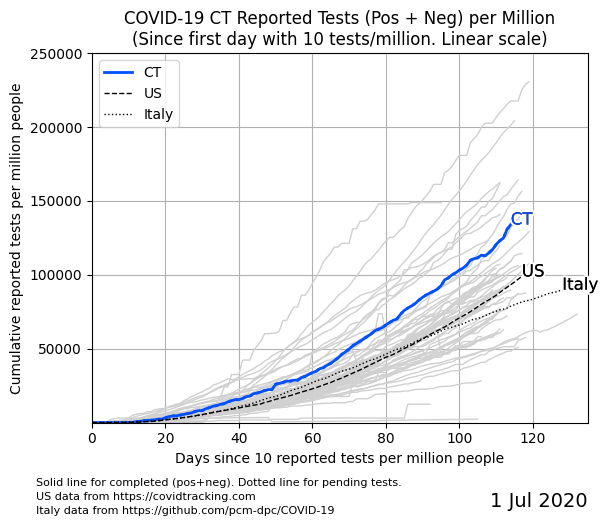 COVID-19 CT Reported Tests (Pos + Neg) per Million
(Since first day with 10 tests/million. Linear scale)
CT
US
Italy
250000
200000
150000
100000
50000
Cumulative reported tests per million people
CT
US
Italy
0 20 40 60 80 100 120
Days since 10 reported tests per million people
Solid line for completed (pos+neg). Dotted line for pending tests.
US data from https://covidtracking.com
Italy data from https://github.com/pcm-dpc/COVID-19
1 Jul 2020